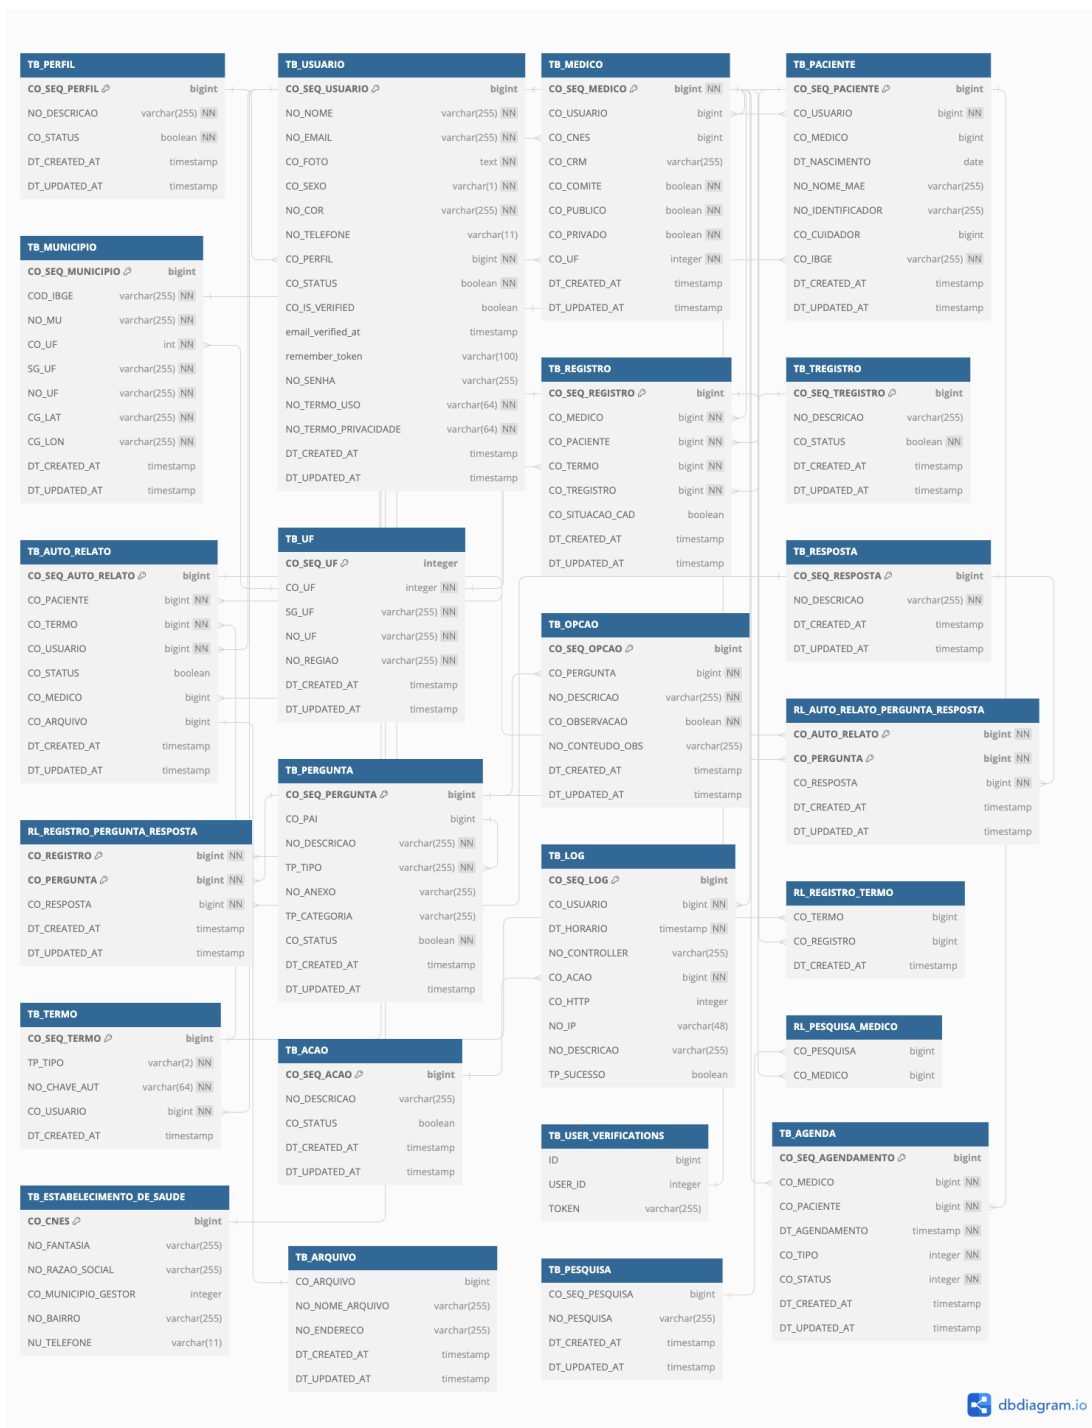 TB_PERFIL
CO_SEQ_PERFIL bigint
NO_DESCRICAO varchar(255) NN
CO_STATUS boolean NN
DT_CREATED_AT timestamp
DT_UPDATED_AT timestamp
TB_USUARIO
CO_SEQ_USUARIO bigint
NO_NOME varchar(255) NN
NO_EMAIL varchar(255) NN
CO_FOTO text NN
CO_SEXO varchar(1) NN
NO_COR varchar(255) NN
NO_TELEFONE varchar(11)
CO_PERFIL bigint NN
CO_STATUS boolean NN
CO_IS_VERIFIED boolean
email_verified_at timestamp
remember_token varchar(100)
NO_SENHA varchar(255)
NO_TERMO_USO varchar(64) NN
NO_TERMO_PRIVACIDADE varchar(64) NN
DT_CREATED_AT timestamp
DT_UPDATED_AT timestamp
TB_MEDICO
CO_SEQ_MEDICO bigint NN
CO_USUARIO bigint
CO_CNES bigint
CO_CRM varchar(255)
CO_COMITE boolean NN
CO_PUBLICO boolean NN
CO_PRIVADO boolean NN
CO_UF integer NN
DT_CREATED_AT timestamp
DT_UPDATED_AT timestamp
TB_PACIENTE
CO_SEQ_PACIENTE bigint
CO_USUARIO bigint NN
CO_MEDICO bigint
DT_NASCIMENTO date
NO_NOME_MAE varchar(255)
NO_IDENTIFICADOR varchar(255)
CO_CUIDADOR bigint
CO_IBGE varchar(255) NN
DT_CREATED_AT timestamp
DT_UPDATED_AT timestamp
TB_MUNICIPIO
CO_SEQ_MUNICIPIO bigint
COD_IBGE varchar(255) NN
NO_MU varchar(255) NN
CO_UF int NN
SG_UF varchar(255) NN
NO_UF varchar(255) NN
CG_LAT varchar(255) NN
CG_LON varchar(255) NN
DT_CREATED_AT timestamp
DT_UPDATED_AT timestamp
TB_REGISTRO
CO_SEQ_REGISTRO bigint
CO_MEDICO bigint NN
CO_PACIENTE bigint NN
CO_TERMO bigint NN
CO_TREGISTRO bigint NN
CO_SITUACAO_CAD boolean
DT_CREATED_AT timestamp
DT_UPDATED_AT timestamp
TB_TREGISTRO
CO_SEQ_TREGISTRO bigint
NO_DESCRICAO varchar(255)
CO_STATUS boolean NN
DT_CREATED_AT timestamp
DT_UPDATED_AT timestamp
TB_AUTO_RELATO
CO_SEQ_AUTO_RELATO bigint
CO_PACIENTE bigint NN
CO_TERMO bigint NN
CO_USUARIO bigint NN
CO_STATUS boolean
CO_MEDICO bigint
CO_ARQUIVO bigint
DT_CREATED_AT timestamp
DT_UPDATED_AT timestamp
TB_UF
CO_SEQ_UF integer
CO_UF integer NN
SG_UF varchar(255) NN
NO_UF varchar(255) NN
NO_REGIAO varchar(255) NN
DT_CREATED_AT timestamp
DT_UPDATED_AT timestamp
TB_RESPOSTA
CO_SEQ_RESPOSTA bigint
NO_DESCRICAO varchar(255) NN
DT_CREATED_AT timestamp
DT_UPDATED_AT timestamp
TB_OPCAO
CO_SEQ_OPCAO bigint
CO_PERGUNTA bigint NN
NO_DESCRICAO varchar(255) NN
CO_OBSERVACAO boolean NN
NO_CONTEUDO_OBS varchar(255)
DT_CREATED_AT timestamp
DT_UPDATED_AT timestamp
RL_AUTO_RELATO_PERGUNTA_RESPOSTA
CO_AUTO_RELATO bigint NN
CO_PERGUNTA bigint NN
CO_RESPOSTA bigint NN
DT_CREATED_AT timestamp
DT_UPDATED_AT timestamp
TB_PERGUNTA
CO_SEQ_PERGUNTA bigint
CO_PAI bigint
NO_DESCRICAO varchar(255) NN
TP_TIPO varchar(255) NN
NO_ANEXO varchar(255)
TP_CATEGORIA varchar(255)
CO_STATUS boolean NN
DT_CREATED_AT timestamp
DT_UPDATED_AT timestamp
RL_REGISTRO_PERGUNTA_RESPOSTA
CO_REGISTRO bigint NN
CO_PERGUNTA bigint NN
CO_RESPOSTA bigint NN
DT_CREATED_AT timestamp
DT_UPDATED_AT timestamp
TB_LOG
CO_SEQ_LOG bigint
CO_USUARIO bigint NN
DT_HORARIO timestamp NN
NO_CONTROLLER varchar(255)
CO_ACAO bigint NN
CO_HTTP integer
NO_IP varchar(48)
NO_DESCRICAO varchar(255)
TP_SUCESSO boolean
RL_REGISTRO_TERMO
CO_TERMO bigint
CO_REGISTRO bigint
DT_CREATED_AT timestamp
TB_TERMO
CO_SEQ_TERMO bigint
TP_TIPO varchar(2) NN
NO_CHAVE_AUT varchar(64) NN
CO_USUARIO bigint NN
DT_CREATED_AT timestamp
TB_ACAO
CO_SEQ_ACAO bigint
NO_DESCRICAO varchar(255)
CO_STATUS boolean
DT_CREATED_AT timestamp
DT_UPDATED_AT timestamp
RL_PESQUISA_MEDICO
CO_PESQUISA bigint
CO_MEDICO bigint
TB_USER_VERIFICATIONS
ID bigint
USER_ID integer
TOKEN varchar(255)
TB_AGENDA
CO_SEQ_AGENDAMENTO bigint
CO_MEDICO bigint NN
CO_PACIENTE bigint NN
DT_AGENDAMENTO timestamp NN
CO_TIPO integer NN
CO_STATUS integer NN
DT_CREATED_AT timestamp
DT_UPDATED_AT timestamp
TB_ESTABELECIMENTO_DE_SAUDE
CO_CNES bigint
NO_FANTASIA varchar(255)
NO_RAZAO_SOCIAL varchar(255)
CO_MUNICIPIO_GESTOR integer
NO_BAIRRO varchar(255)
NU_TELEFONE varchar(11)
TB_ARQUIVO
CO_ARQUIVO bigint
NO_NOME_ARQUIVO varchar(255)
NO_ENDERECO varchar(255)
DT_CREATED_AT timestamp
DT_UPDATED_AT timestamp
TB_PESQUISA
CO_SEQ_PESQUISA bigint
NO_PESQUISA varchar(255)
DT_CREATED_AT timestamp
DT_UPDATED_AT timestamp
dbdiagram.io